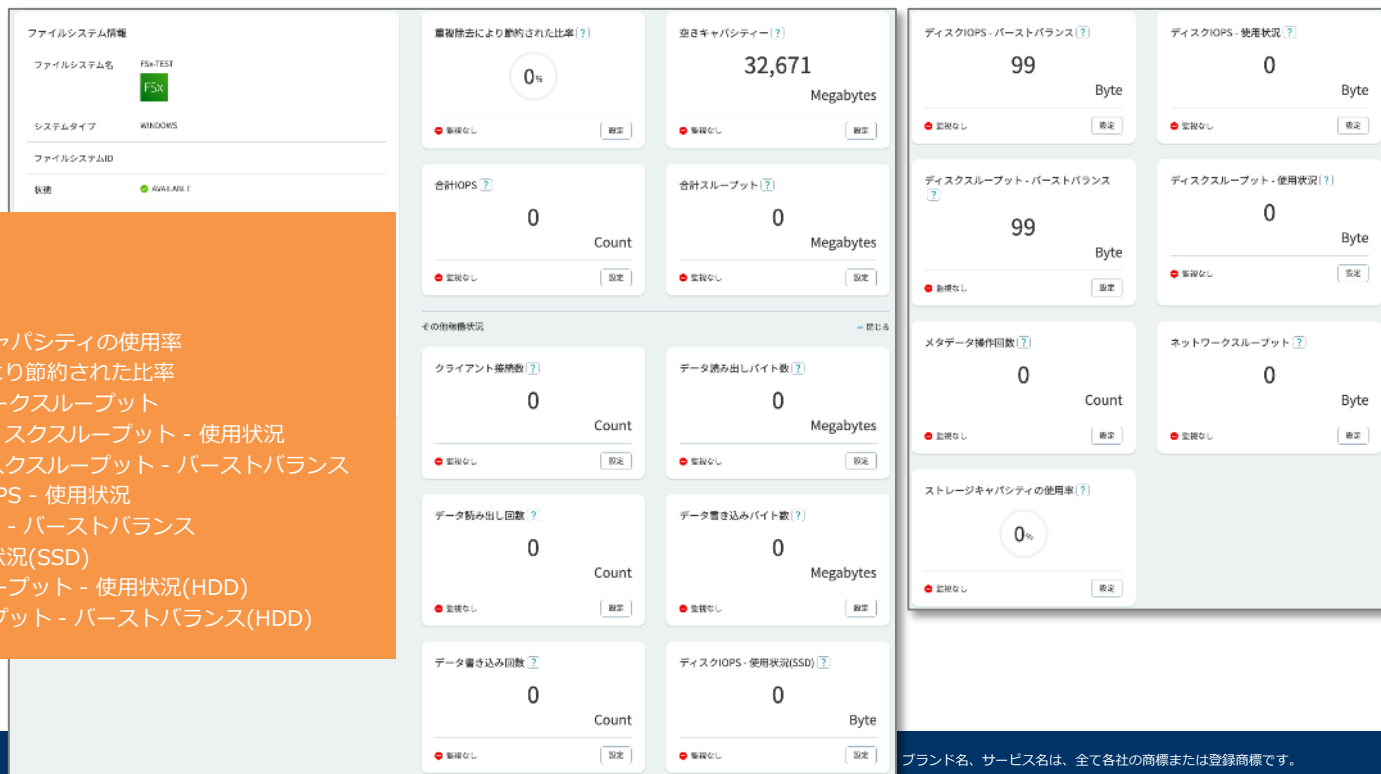 ファイルシステム情報
ファイルシステム名
FSx-TEST
FSx
システムタイプ
WINDOWS
ファイルシステムID
状態
AVAILABLE
ャパシティの使用率
より節約された比率
ークスループット
ィスクスループット - 使用状況
スクスループット - バーストバランス
PS - 使用状況
- バーストバランス
状況(SSD)
ープット - 使用状況(HDD)
プット - バーストバランス(HDD)
重複除去により節約された比率 ?
0%
監視なし 設定
空きキャパシティー ?
32,671
Megabytes
監視なし 設定
合計IOPS ?
0
Count
監視なし 設定
合計スループット ?
0
Megabytes
監視なし 設定
その他稼働状況
閉じる
クライアント接続数 ?
0
Count
監視なし 設定
データ読み出しバイト数 ?
0
Megabytes
監視なし 設定
データ読み出し回数 ?
0
Count
監視なし 設定
データ書き込みバイト数 ?
0
Megabytes
監視なし 設定
データ書き込み回数 ?
0
Count
監視なし 設定
ディスクIOPS - 使用状況(SSD) ?
0
Byte
監視なし 設定
ディスクIOPS - バーストバランス ?
99
Byte
監視なし 設定
ディスクIOPS - 使用状況 ?
0
Byte
監視なし 設定
ディスクスループット - バーストバランス
?
99
Byte
監視なし 設定
ディスクスループット - 使用状況 ?
0
Byte
監視なし 設定
メタデータ操作回数 ?
0
Count
監視なし 設定
ネットワークスループット ?
0
Byte
監視なし 設定
ストレージキャパシティの使用率 ?
0%
監視なし 設定
ブランド名、サービス名は、全て各社の商標または登録商標です。